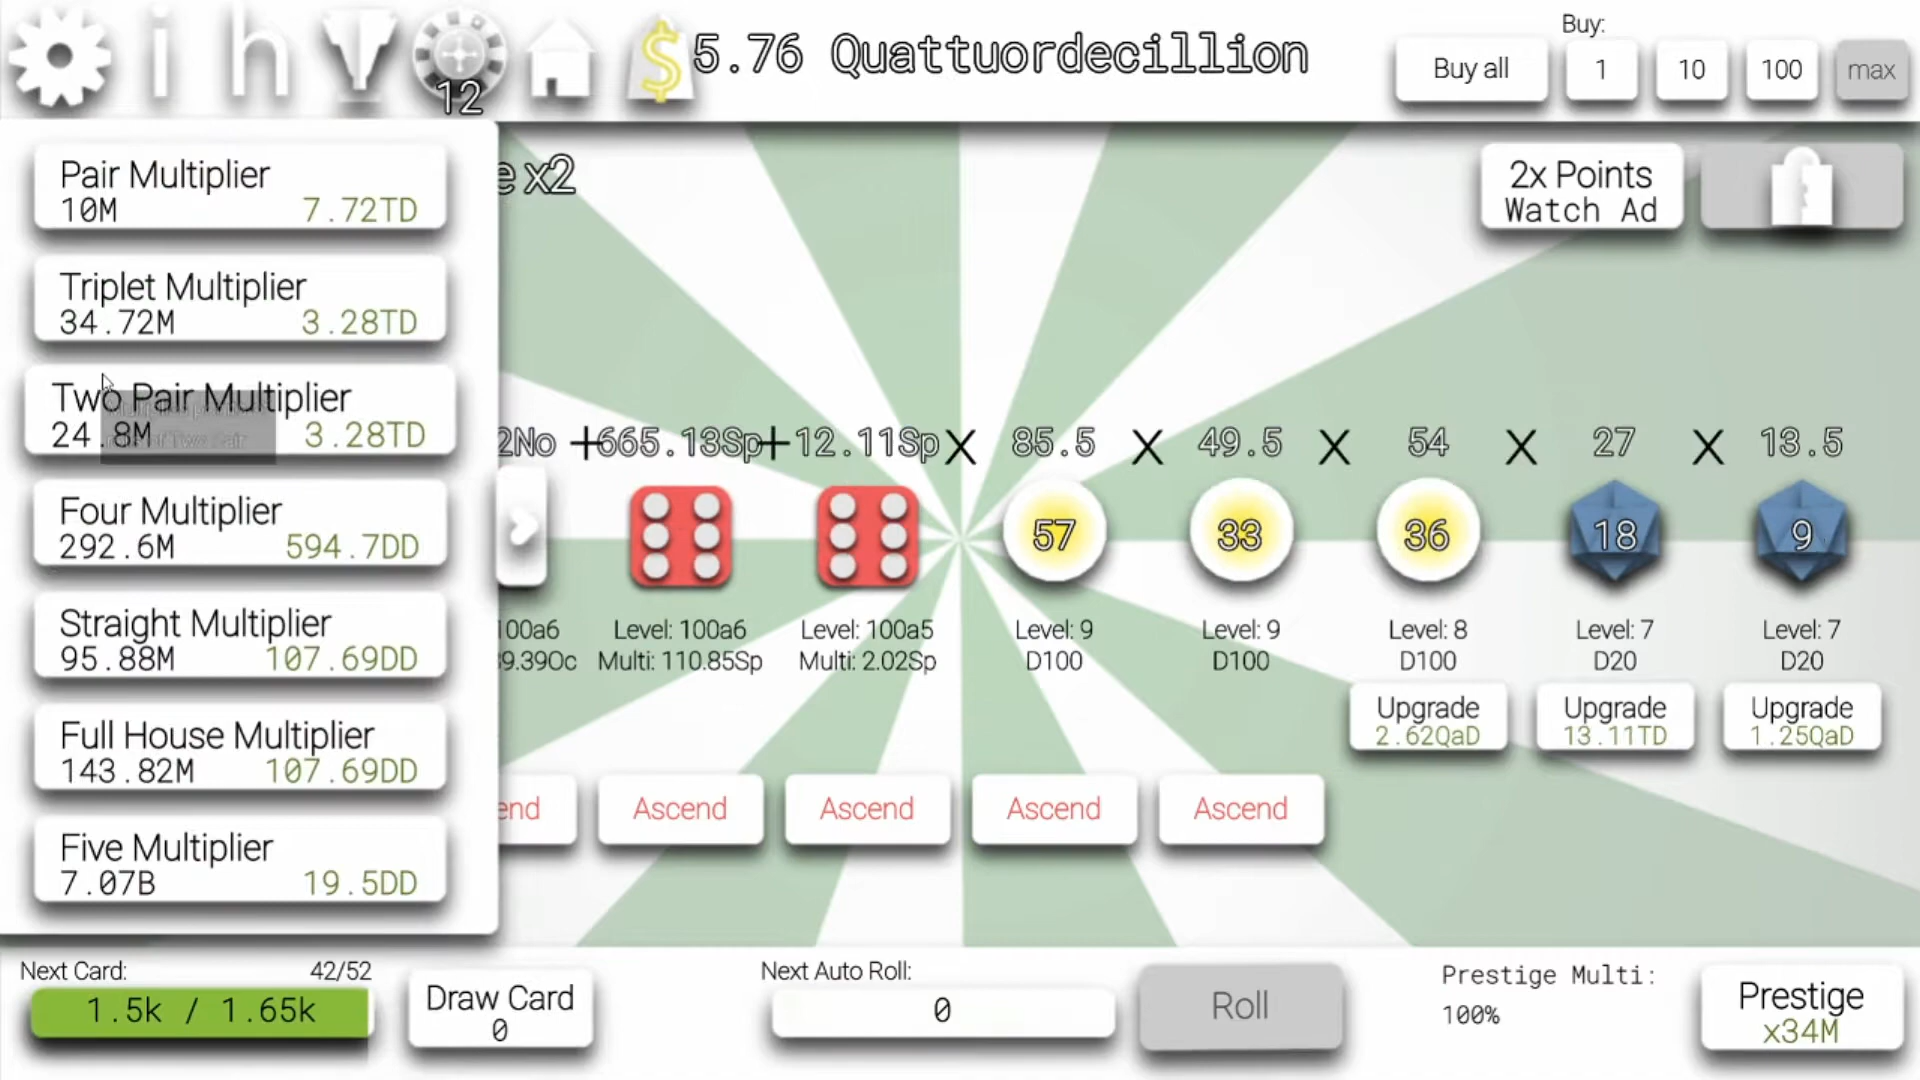 i h
12
5.76 Quattuordecillion
Buy:
Buy all
1
10
100
max
Pair Multiplier
10M 7.72TD
Triplet Multiplier
34.72M 3.28TD
Two Pair Multiplier
24.8M 3.28TD
Four Multiplier
292.6M 594.7DD
Straight Multiplier
95.88M 107.69DD
Full House Multiplier
143.82M 107.69DD
Five Multiplier
7.07B 19.5DD
e x2
2x Points
Watch Ad
2No +665.13Sp+12.11Sp X 85.5 X 49.5 X 54 X 27 X 13.5
57 33 36 18 9
100a6 Level: 100a6 Level: 100a5 Level: 9 Level: 9 Level: 8 Level: 7 Level: 7
9.39Oc Multi: 110.85Sp Multi: 2.02Sp D100 D100 D100 D20 D20
Upgrade
2.62QaD
Upgrade
13.11TD
Upgrade
1.25QaD
end Ascend Ascend Ascend Ascend
Next Card: 42/52
1.5k / 1.65k
Draw Card
0
Next Auto Roll:
0
Roll
Prestige Multi:
100%
Prestige
x34M